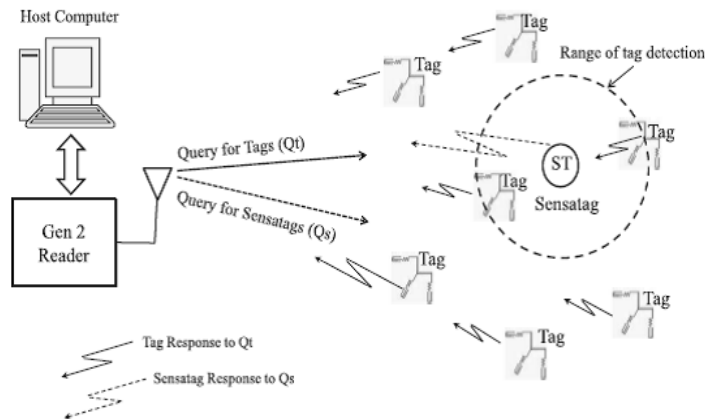 Host Computer
Tag
Tag
Range of tag detection
Query for Tags (Qt)
Tag
ST
Tag
Query for Sensatags (Qs)
Sensatag
Gen 2
Reader
Tag
Tag
Tag
Tag Response to Qt
Sensatag Response to Qs